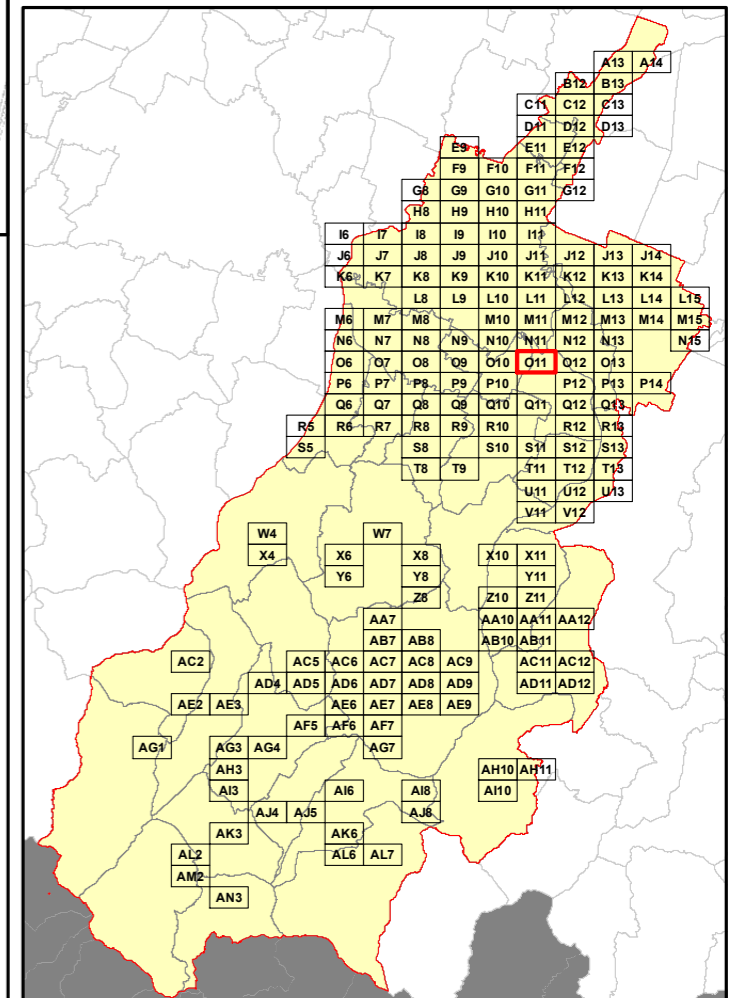 A13 A14
B12 B13
C11 C12 C13
D11 D12 D13
E9 E11 E12
F9 F10 F11 F12
G8 G9 G10 G11 G12
H8 H9 H10 H11
I6 I7 I8 I9 I10 I11
J6 J7 J8 J9 J10 J11 J12 J13 J14
K6 K7 K8 K9 K10 K11 K12 K13 K14
L8 L9 L10 L11 L12 L13 L14 L15
M6 M7 M8 M10 M11 M12 M13 M14 M15
N6 N7 N8 N9 N10 N11 N12 N13 N15
O6 O7 O8 O9 O10 O11 O12 O13
P6 P7 P8 P9 P10 P12 P13 P14
Q6 Q7 Q8 Q9 Q10 Q11 Q12 Q13
R5 R6 R7 R8 R9 R10 R12 R13
S5 S8 S10 S11 S12 S13
T8 T9 T11 T12 T13
U11 U12 U13
V11 V12
W4 W7
X4 X6 X8 X10 X11
Y6 Y8 Y11
Z8 Z10 Z11
AA7 AA10 AA11 AA12
AB7 AB8 AB10 AB11
AC2 AC5 AC6 AC7 AC8 AC9 AC11 AC12
AD4 AD5 AD6 AD7 AD8 AD9 AD11 AD12
AE2 AE3 AE6 AE7 AE8 AE9
AF5 AF6 AF7
AG1 AG3 AG4 AG7
AH3 AH10 AH11
AI3 AI6 AI8 AI10
AJ4 AJ5 AJ8
AK3 AK6
AL2 AL6 AL7
AM2
AN3